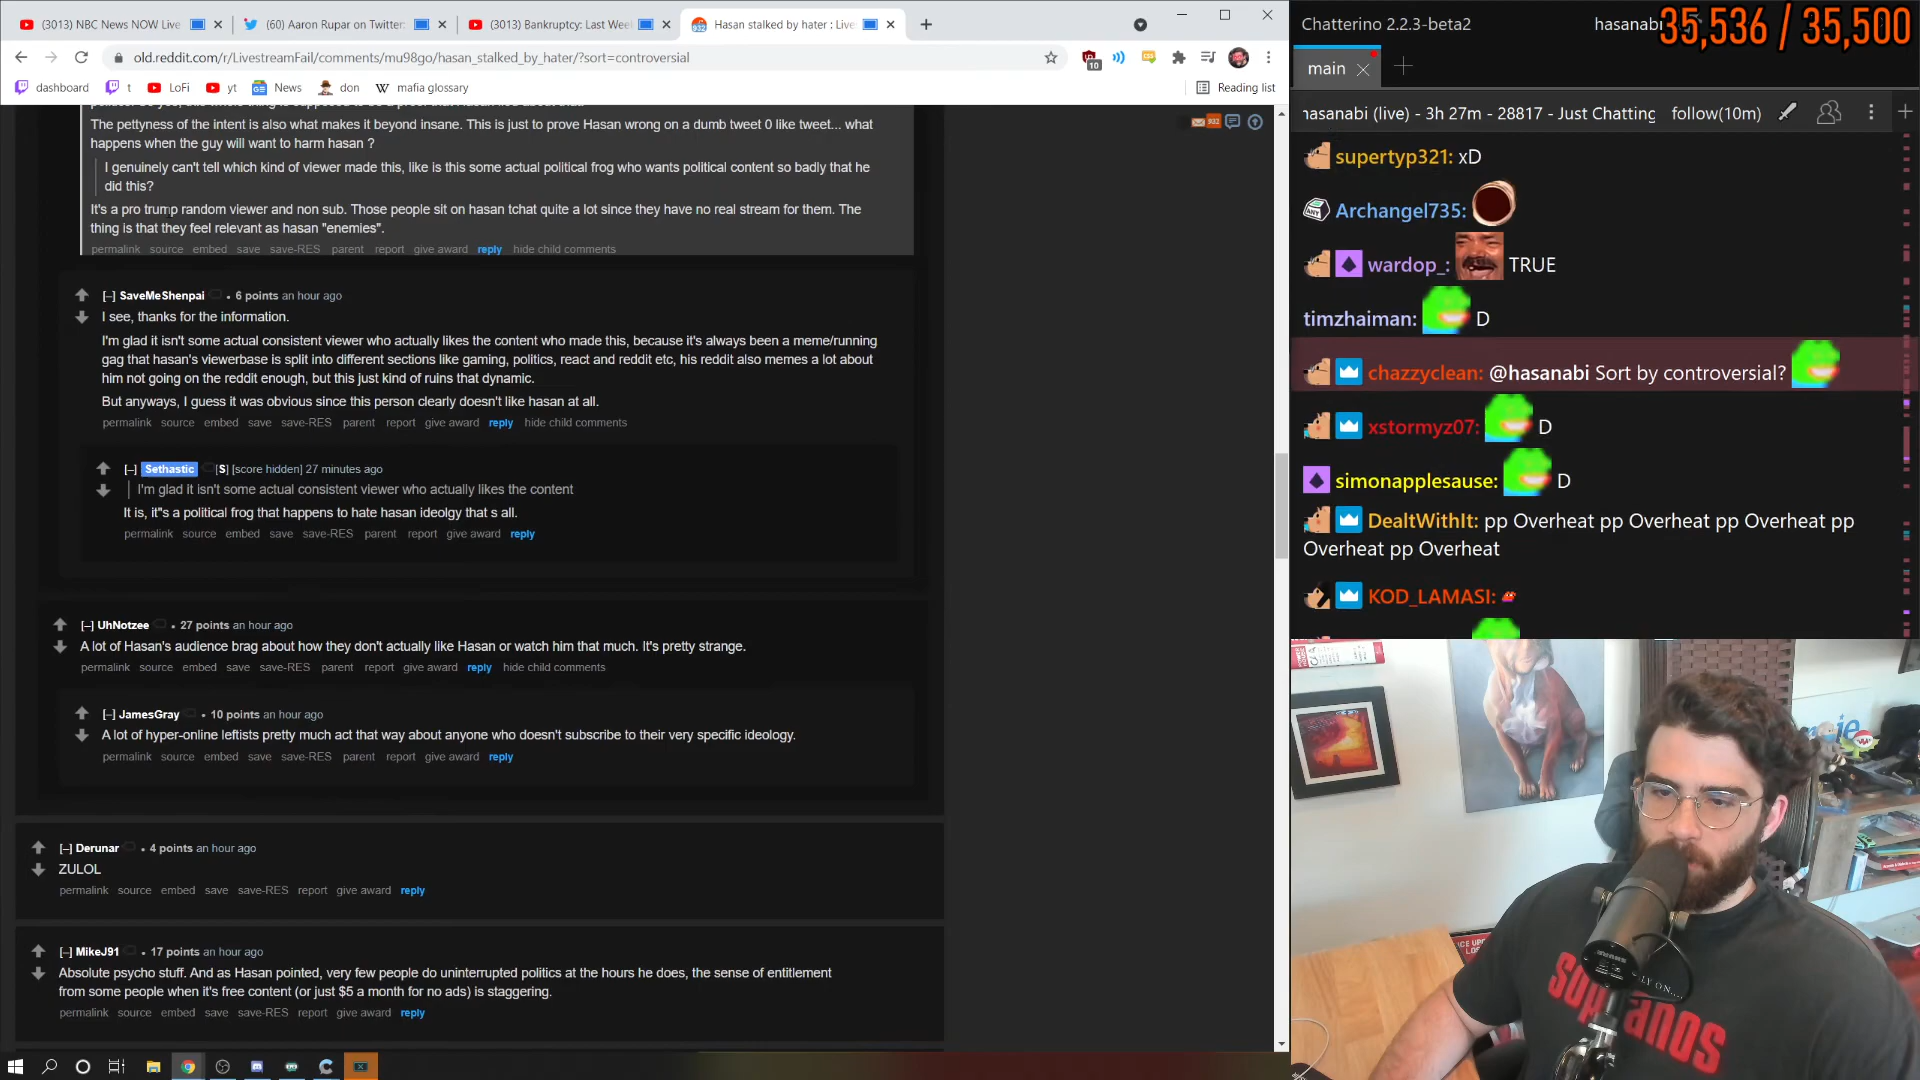 (3013) NBC News NOW Live
(60) Aaron Rupar on Twitter:
(3013) Bankruptcy: Last Wee
Hasan stalked by hater : Live
old.reddit.com/r/LivestreamFail/comments/mu98go/hasan_stalked_by_hater/?sort=controversial
10
dashboard
t
LoFi
yt
News
don
mafia glossary
Reading list
932
The pettyness of the intent is also what makes it beyond insane. This is just to prove Hasan wrong on a dumb tweet 0 like tweet... what
happens when the guy will want to harm hasan ?
I genuinely can't tell which kind of viewer made this, like is this some actual political frog who wants political content so badly that he
did this?
It's a pro trump random viewer and non sub. Those people sit on hasan tchat quite a lot since they have no real stream for them. The
thing is that they feel relevant as hasan "enemies".
permalink source embed save save-RES parent report give award reply hide child comments
[–] SaveMeShenpai • 6 points an hour ago
I see, thanks for the information.
I'm glad it isn't some actual consistent viewer who actually likes the content who made this, because it's always been a meme/running
gag that hasan's viewerbase is split into different sections like gaming, politics, react and reddit etc, his reddit also memes a lot about
him not going on the reddit enough, but this just kind of ruins that dynamic.
But anyways, I guess it was obvious since this person clearly doesn't like hasan at all.
permalink source embed save save-RES parent report give award reply hide child comments
[–] Sethastic [S] [score hidden] 27 minutes ago
I'm glad it isn't some actual consistent viewer who actually likes the content
It is, it"s a political frog that happens to hate hasan ideolgy that s all.
permalink source embed save save-RES parent report give award reply
[–] UhNotzee • 27 points an hour ago
A lot of Hasan's audience brag about how they don't actually like Hasan or watch him that much. It's pretty strange.
permalink source embed save save-RES parent report give award reply hide child comments
[–] JamesGray • 10 points an hour ago
A lot of hyper-online leftists pretty much act that way about anyone who doesn't subscribe to their very specific ideology.
permalink source embed save save-RES parent report give award reply
[–] Derunar • 4 points an hour ago
ZULOL
permalink source embed save save-RES report give award reply
[–] MikeJ91 • 17 points an hour ago
Absolute psycho stuff. And as Hasan pointed, very few people do uninterrupted politics at the hours he does, the sense of entitlement
from some people when it's free content (or just $5 a month for no ads) is staggering.
permalink source embed save save-RES report give award reply
Chatterino 2.2.3-beta2
hasanabi
35,536 / 35,500
main
hasanabi (live) - 3h 27m - 28817 - Just Chatting
follow(10m)
supertyp321: xD
Archangel735:
wardop_: TRUE
timzhaiman: D
chazzyclean: @hasanabi Sort by controversial?
xstormyz07: D
simonapplesause: D
DealtWithIt: pp Overheat pp Overheat pp Overheat pp
Overheat pp Overheat
KOD_LAMASI:
Sopranos